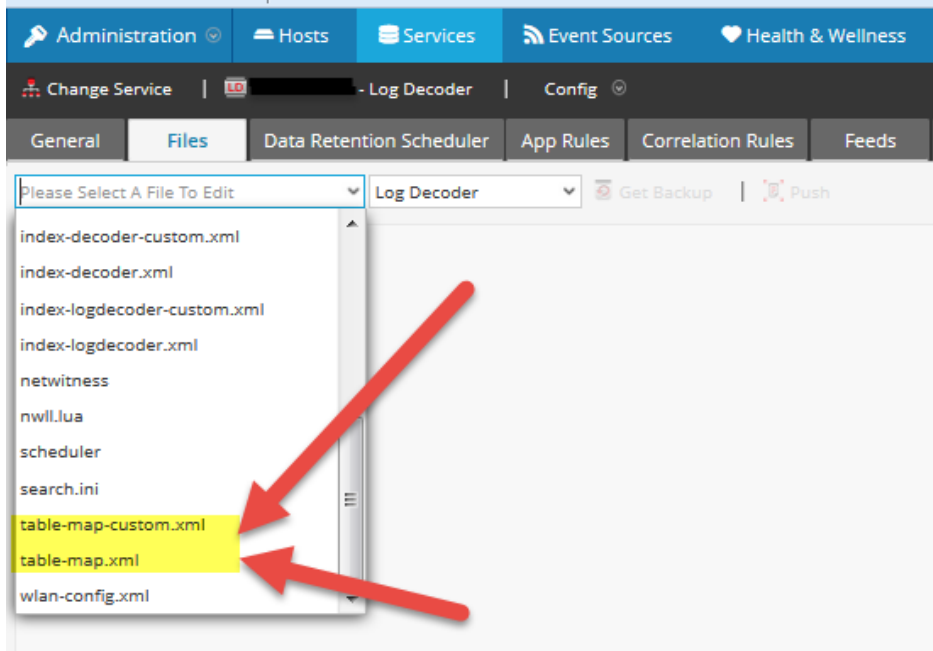 Administration Hosts Services Event Sources Health & Wellness
Change Service | LD - Log Decoder | Config
General Files Data Retention Scheduler App Rules Correlation Rules Feeds
Please Select A File To Edit Log Decoder Get Backup | Push
index-decoder-custom.xml
index-decoder.xml
index-logdecoder-custom.xml
index-logdecoder.xml
netwitness
nwll.lua
scheduler
search.ini
table-map-custom.xml
table-map.xml
wlan-config.xml